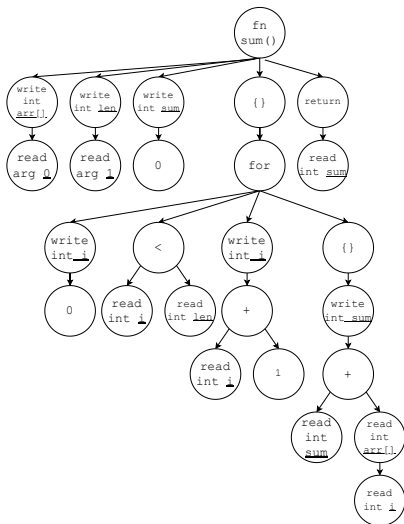 fn
sum()
write
int
arr[]
write
int len
write
int sum
{}
return
read
arg 0
read
arg 1
0
for
read
int sum
write
int i
<
write
int i
{}
0
read
int i
read
int len
+
write
int sum
read
int i
1
+
read
int
sum
read
int
arr[]
read
int i